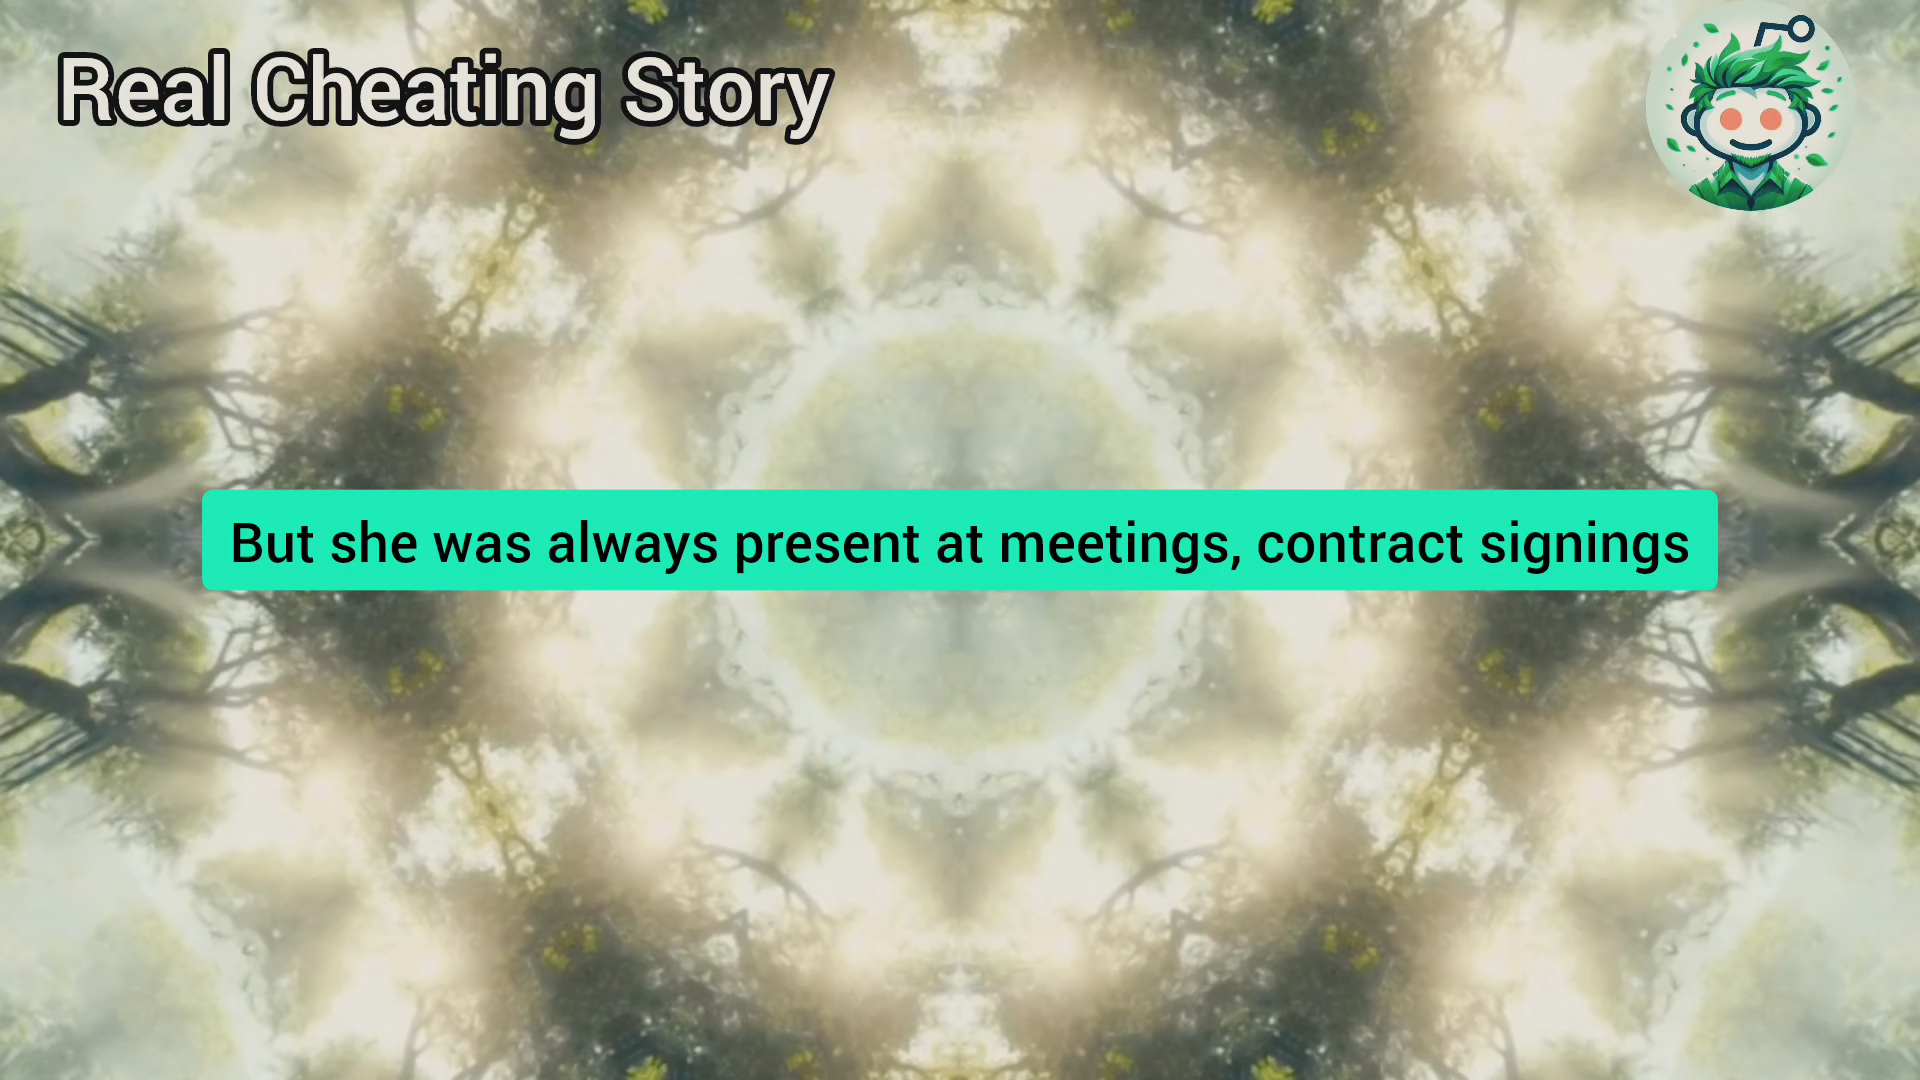 Real Cheating Story
But she was always present at meetings, contract signings